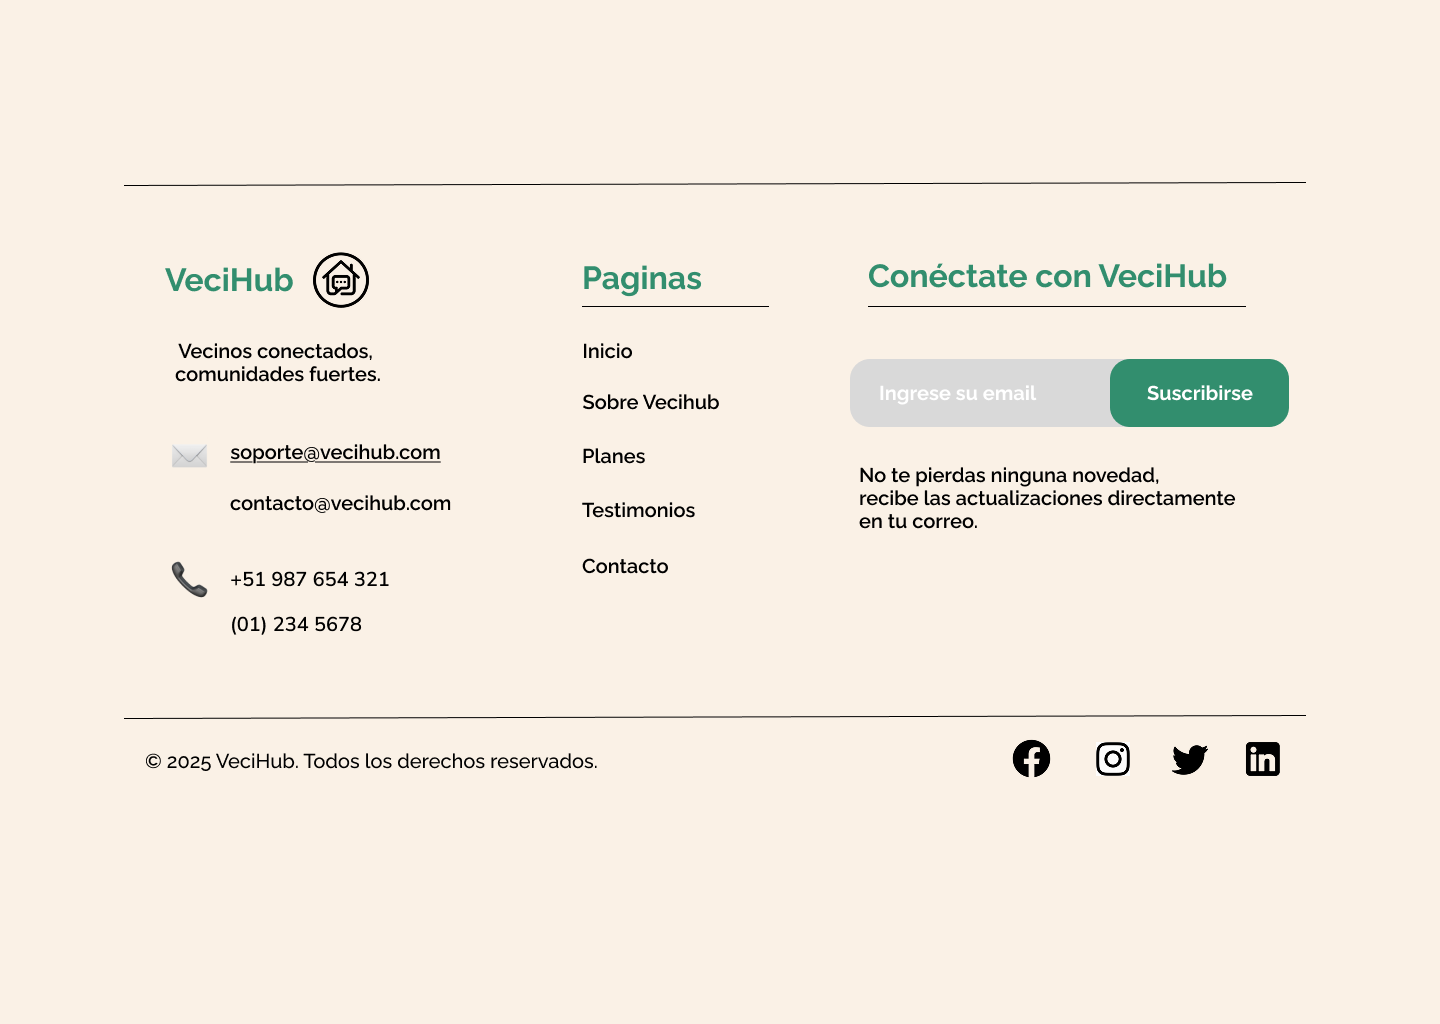 VeciHub
Vecinos conectados,
comunidades fuertes.
soporte@vecihub.com
contacto@vecihub.com
+51 987 654 321
(01) 234 5678
Paginas
Inicio
Sobre Vecihub
Planes
Testimonios
Contacto
Conéctate con VeciHub
Ingrese su email
Suscribirse
No te pierdas ninguna novedad,
recibe las actualizaciones directamente
en tu correo.
© 2025 VeciHub. Todos los derechos reservados.